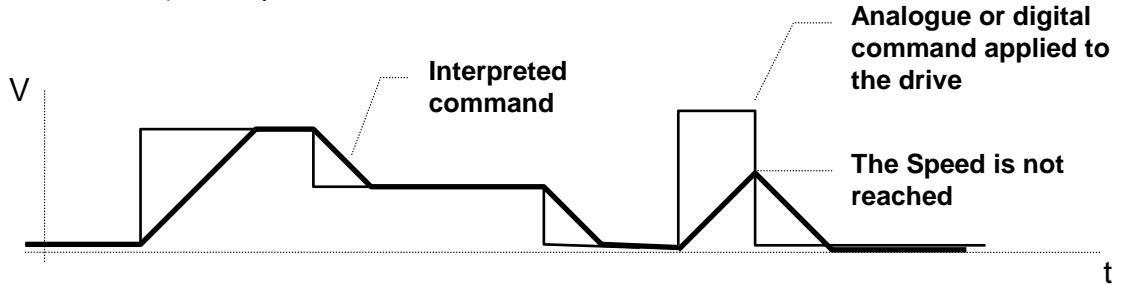 Analogue or digital
command applied to
the drive
Interpreted
command
V
The Speed is not
reached
t